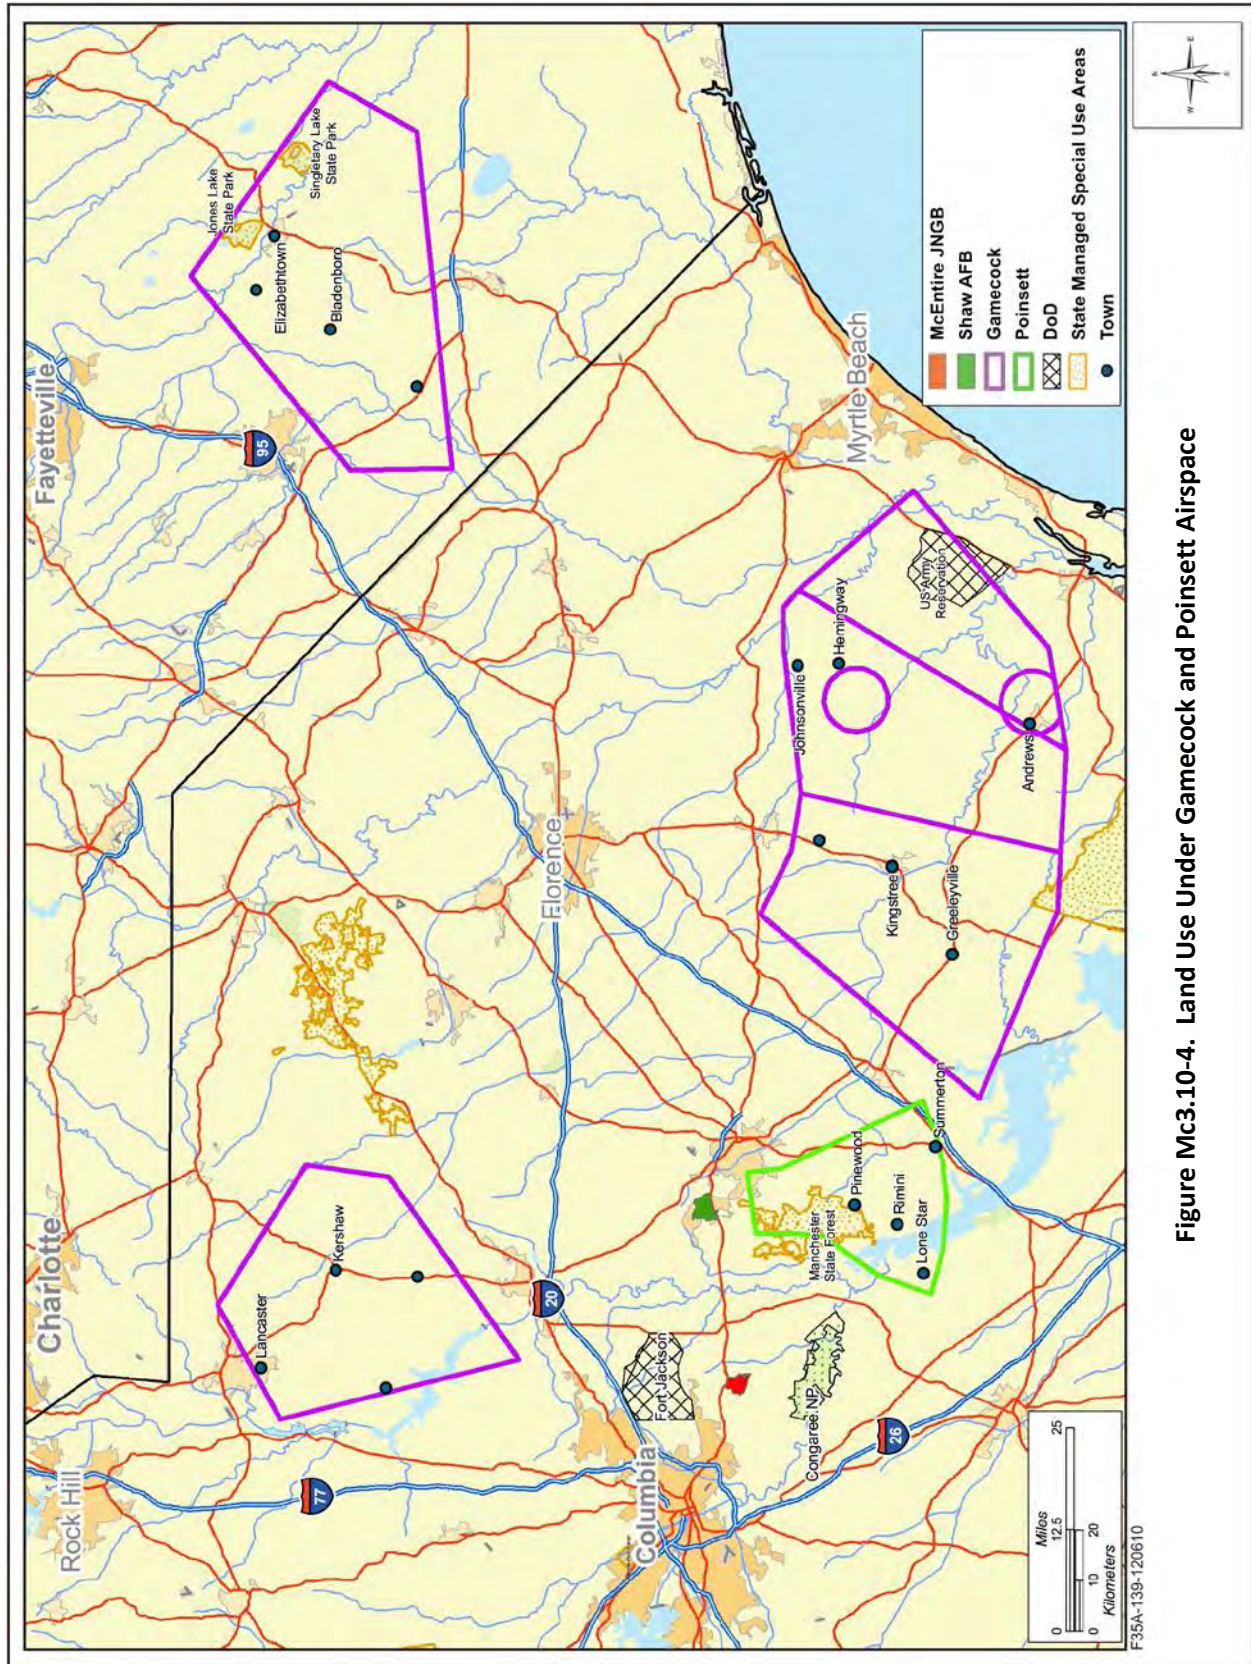 Charlotte
Rock Hill
Fayetteville
95
Jones Lake
State Park
Singletary Lake
State Park
Elizabethtown
Bladenboro
77
Lancaster
Kershaw
20
Florence
Columbia
Fort Jackson
Congaree NP
Manchester
State Forest
Pinewood
Rimini
Lone Star
Summerton
26
Johnsonville
Hemingway
Kingstree
Greeleyville
Andrews
US Army
Reservation
Myrtle Beach
McEntire JNGB
Shaw AFB
Gamecock
Poinsett
DoD
State Managed Special Use Areas
Town
N
W
E
S
Miles
0 12.5 25
0 10 20
Kilometers
F35A-139-120610
Figure Mc3.10-4. Land Use Under Gamecock and Poinsett Airspace